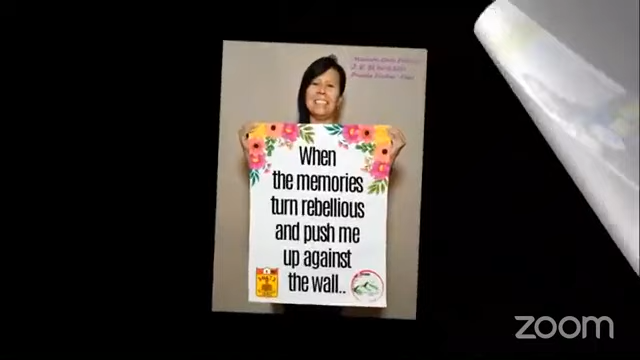 When
the memories
turn rebellious
and push me
up against
the wall..
zoom